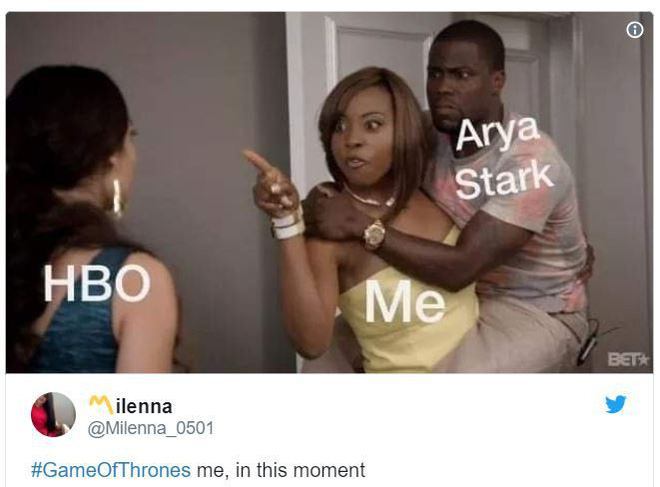 Arya
Stark
HBO
Me
BET★
Milenna
@Milenna_0501
#GameOfThrones me, in this moment